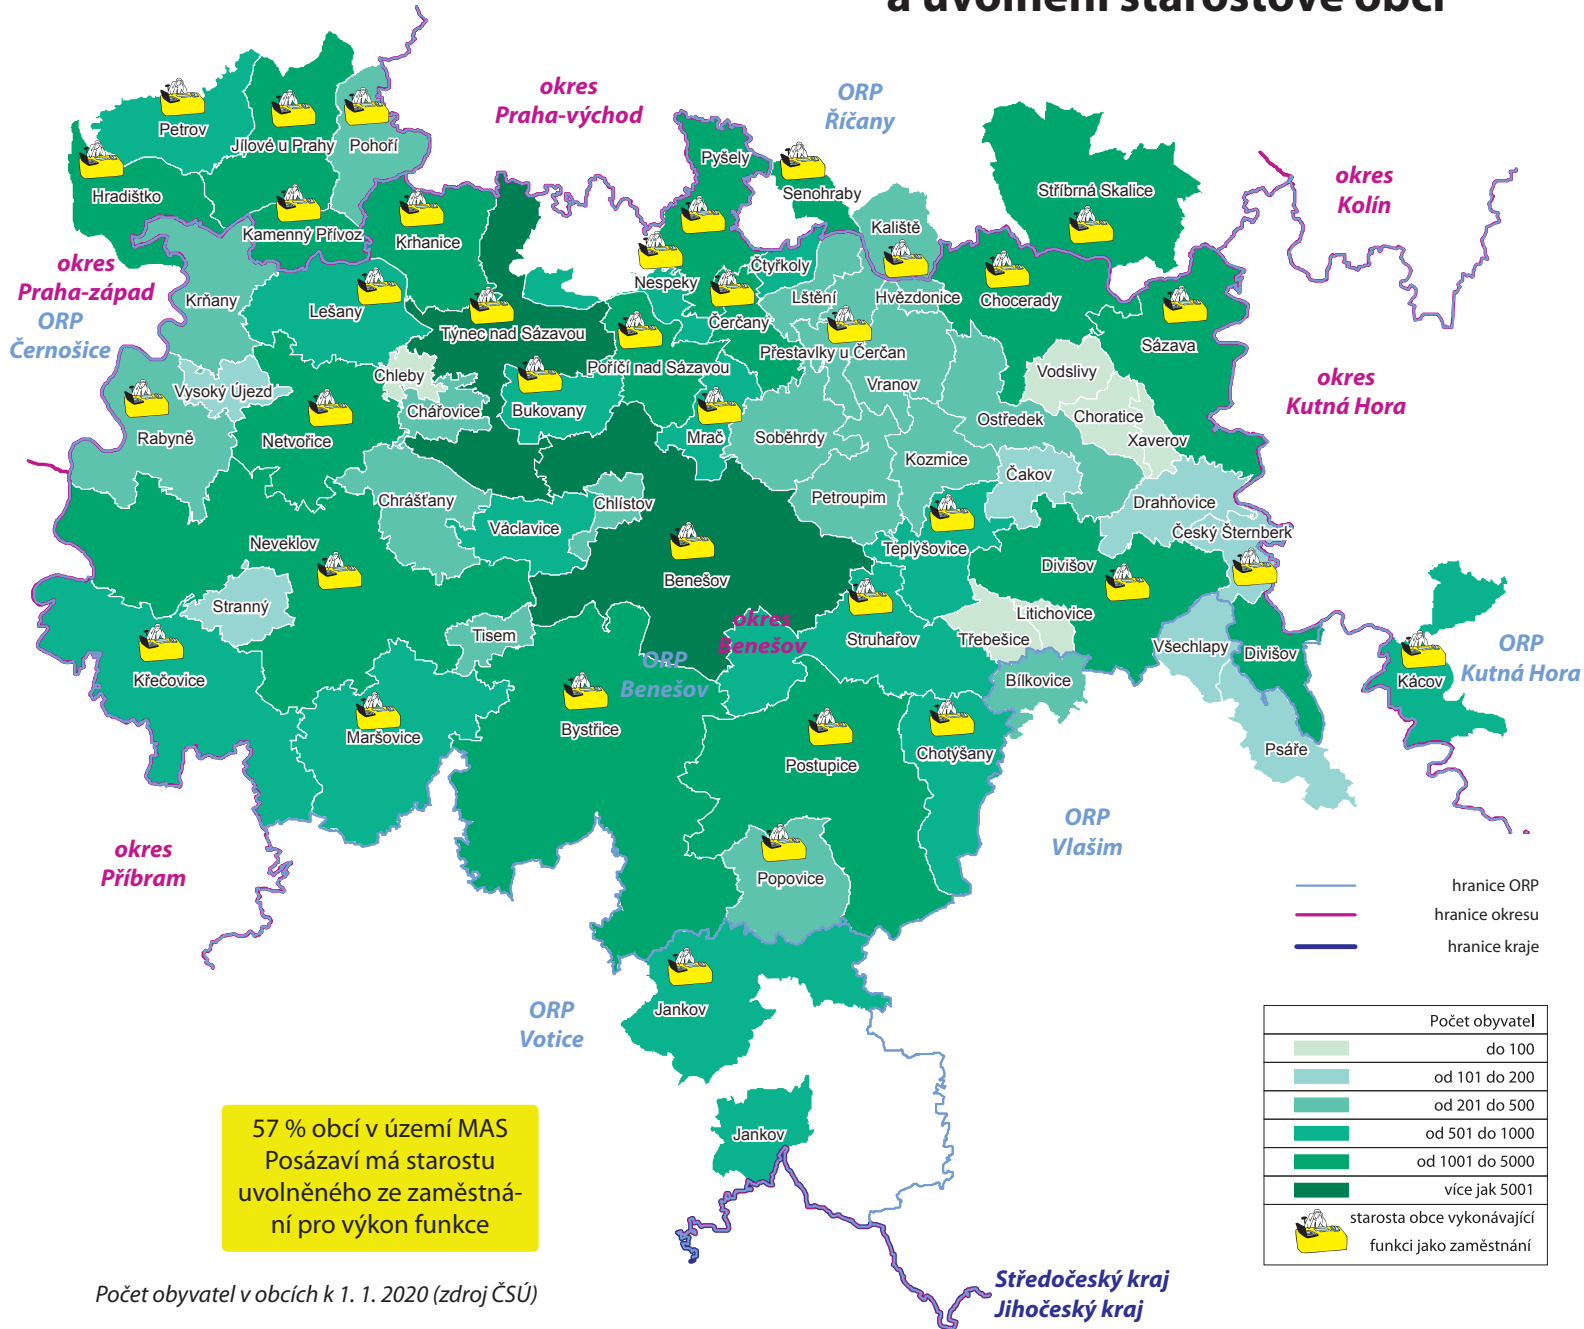 a uvolnění starostové obcí
okres
Praha-východ
ORP
Říčany
Petrov
Jílové u Prahy
Pohoří
Pyšely
Senohraby
Stříbrná Skalice
okres
Kolín
Hradištko
Kamenný Přívoz
Krhanice
Kaliště
okres
Praha-západ
ORP
Černošice
Krňany
Lešany
Nespeky
Čtyřkoly
Lštění
Hvězdonice
Chocerady
Čerčany
Týnec nad Sázavou
Sázava
Přestavlky u Čerčan
Poříčí nad Sázavou
Chleby
Vysoký Újezd
Vranov
Vodslivy
okres
Kutná Hora
Chářovice
Bukovany
Choratice
Ostředek
Rabyně
Netvořice
Mrač
Soběhrdy
Xaverov
Kozmice
Čakov
Chrášťany
Chlístov
Petroupim
Drahňovice
Václavice
Český Šternberk
Neveklov
Teplýšovice
Benešov
Divišov
Stranný
Litichovice
Tisem
okres
Benešov
Struhařov
Třebešice
Všechlapy
Divišov
ORP
Kutná Hora
Křečovice
ORP
Benešov
Bílkovice
Kácov
Maršovice
Bystřice
Chotýšany
Postupice
Psáře
ORP
Vlašim
okres
Příbram
Popovice
hranice ORP
hranice okresu
hranice kraje
Jankov
ORP
Votice
Počet obyvatel
do 100
od 101 do 200
od 201 do 500
od 501 do 1000
od 1001 do 5000
více jak 5001
starosta obce vykonávající
funkci jako zaměstnání
Jankov
57 % obcí v území MAS
Posázaví má starostu
uvolněného ze zaměstná-
ní pro výkon funkce
Počet obyvatel v obcích k 1. 1. 2020 (zdroj ČSÚ)
Středočeský kraj
Jihočeský kraj